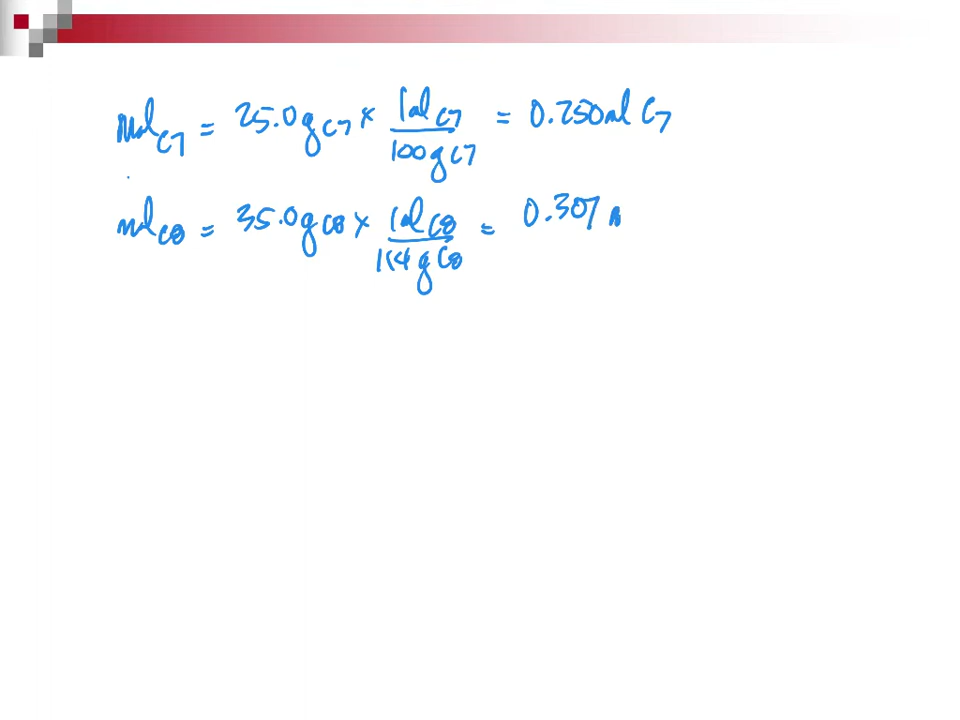 mol C7 = 25.0 g C7 × 1 mol C7 / 100 g C7 = 0.250 mol C7
mol C8 = 35.0 g C8 × 1 mol C8 / 114 g C8 = 0.307 m